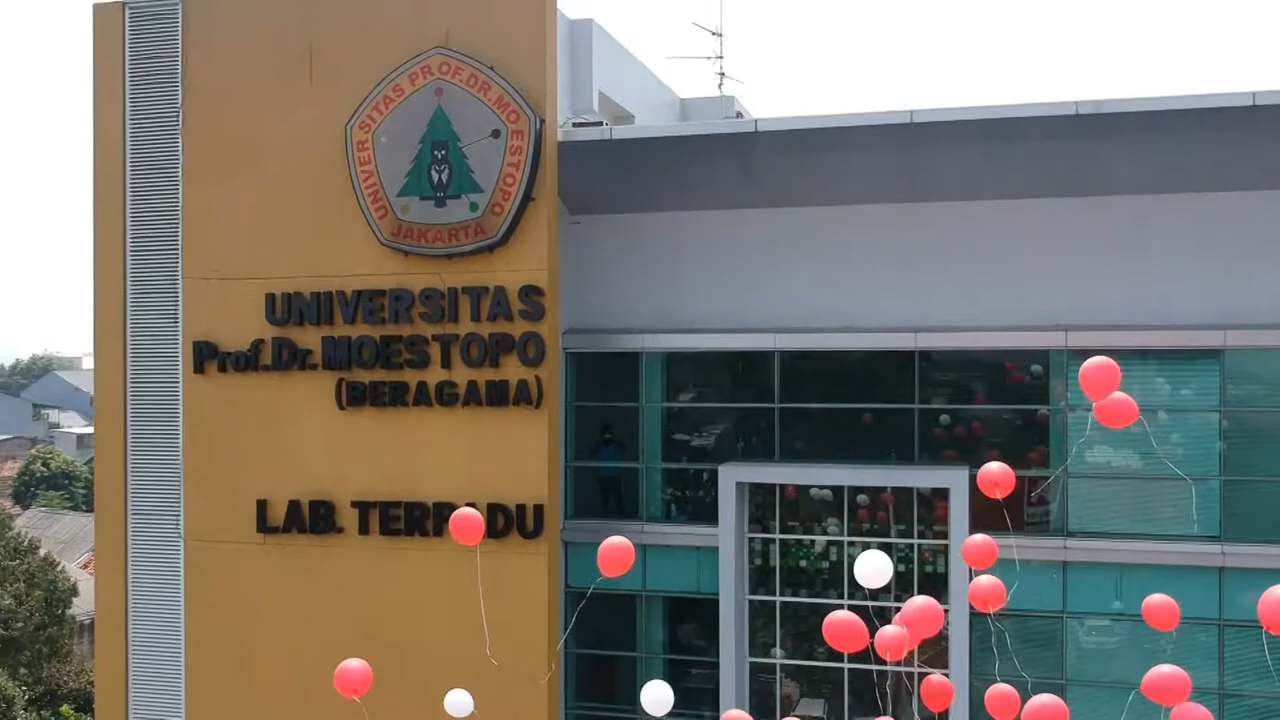 UNIVERSITAS PROF.DR.MOESTOPO
JAKARTA
UNIVERSITAS
Prof.Dr.MOESTOPO
(BERAGAMA)
LAB. TERPADU